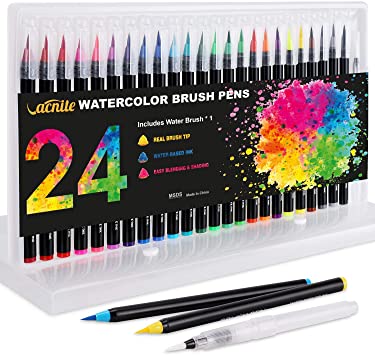 Vacnite WATERCOLOR BRUSH PENS
Includes Water Brush * 1
24
REAL BRUSH TIP
WATER-BASED INK
EASY BLENDING & SHADING
MSDS
Made in China